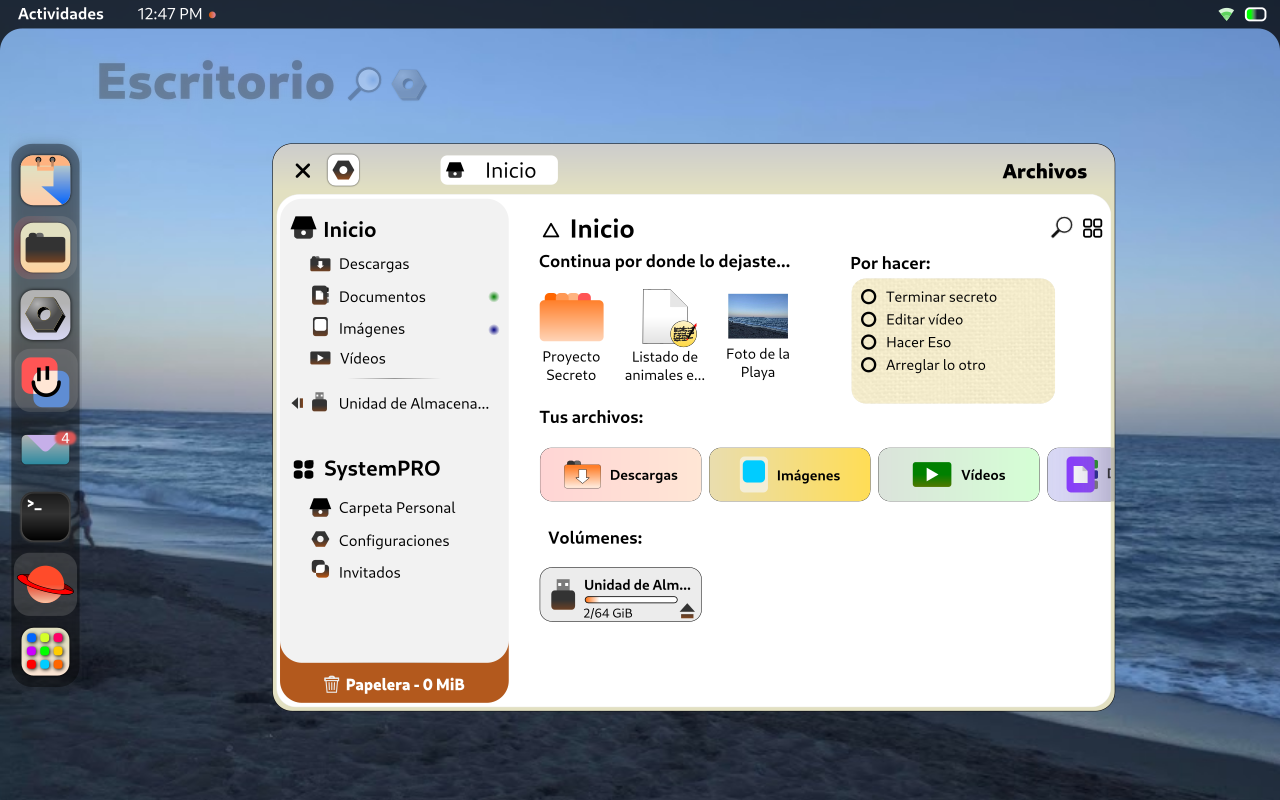 Actividades 12:47 PM
Escritorio
Inicio
Archivos
Inicio
Descargas
Documentos
Imágenes
Vídeos
Unidad de Almacena...
SystemPRO
Carpeta Personal
Configuraciones
Invitados
Papelera - 0 MiB
4
>_
Inicio
Continua por donde lo dejaste...
Proyecto
Secreto
Listado de
animales e...
Foto de la
Playa
Por hacer:
Terminar secreto
Editar vídeo
Hacer Eso
Arreglar lo otro
Tus archivos:
Descargas
Imágenes
Vídeos
Volúmenes:
Unidad de Alm...
2/64 GiB